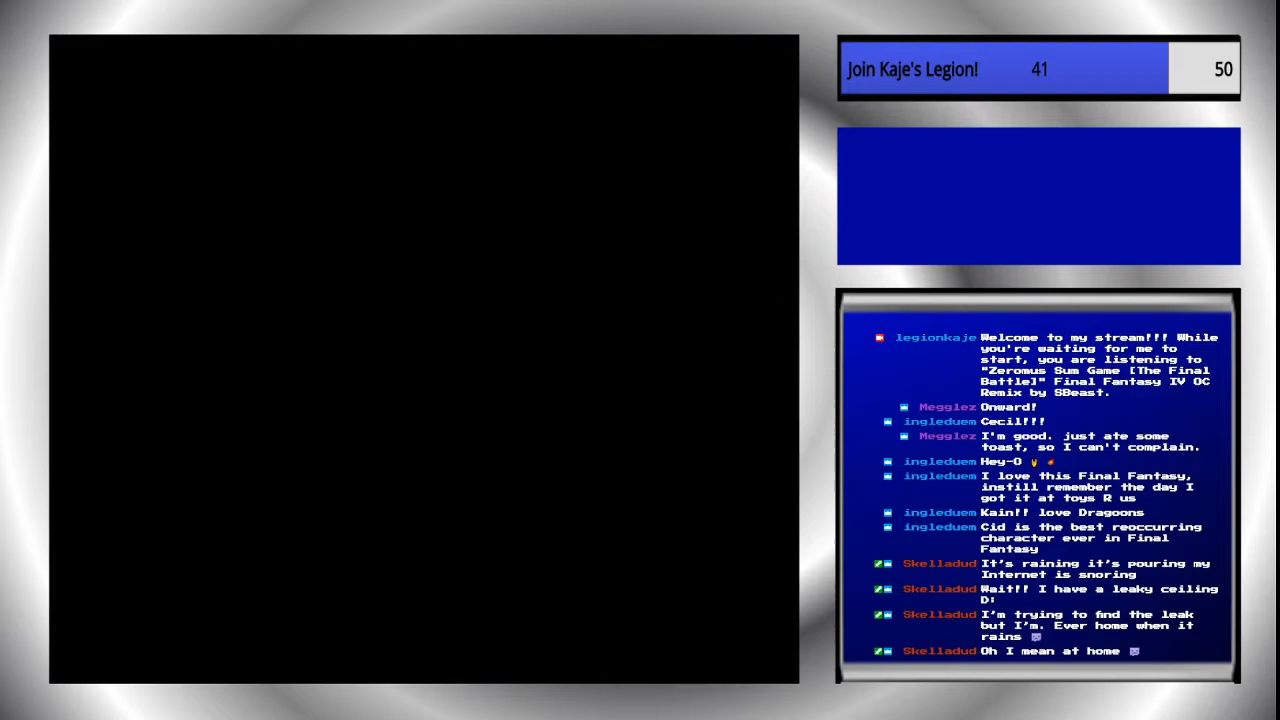 Join Kaje's Legion! 41 50
legionkaje Welcome to my stream!!! While
you're waiting for me to
start, you are listening to
"Zeromus Sum Game [The Final
Battle]" Final Fantasy IV OC
Remix by SBeast.
Megglez Onward!
ingleduem Cecil!!!
Megglez I'm good. just ate some
toast, so I can't complain.
ingleduem Hey-O
ingleduem I love this Final Fantasy,
instill remember the day I
got it at toys R us
ingleduem Kain!! love Dragoons
ingleduem Cid is the best reoccurring
character ever in Final
Fantasy
Skelladud It’s raining it’s pouring my
Internet is snoring
Skelladud Wait!! I have a leaky ceiling
D:
Skelladud I’m trying to find the leak
but I’m. Ever home when it
rains
Skelladud Oh I mean at home